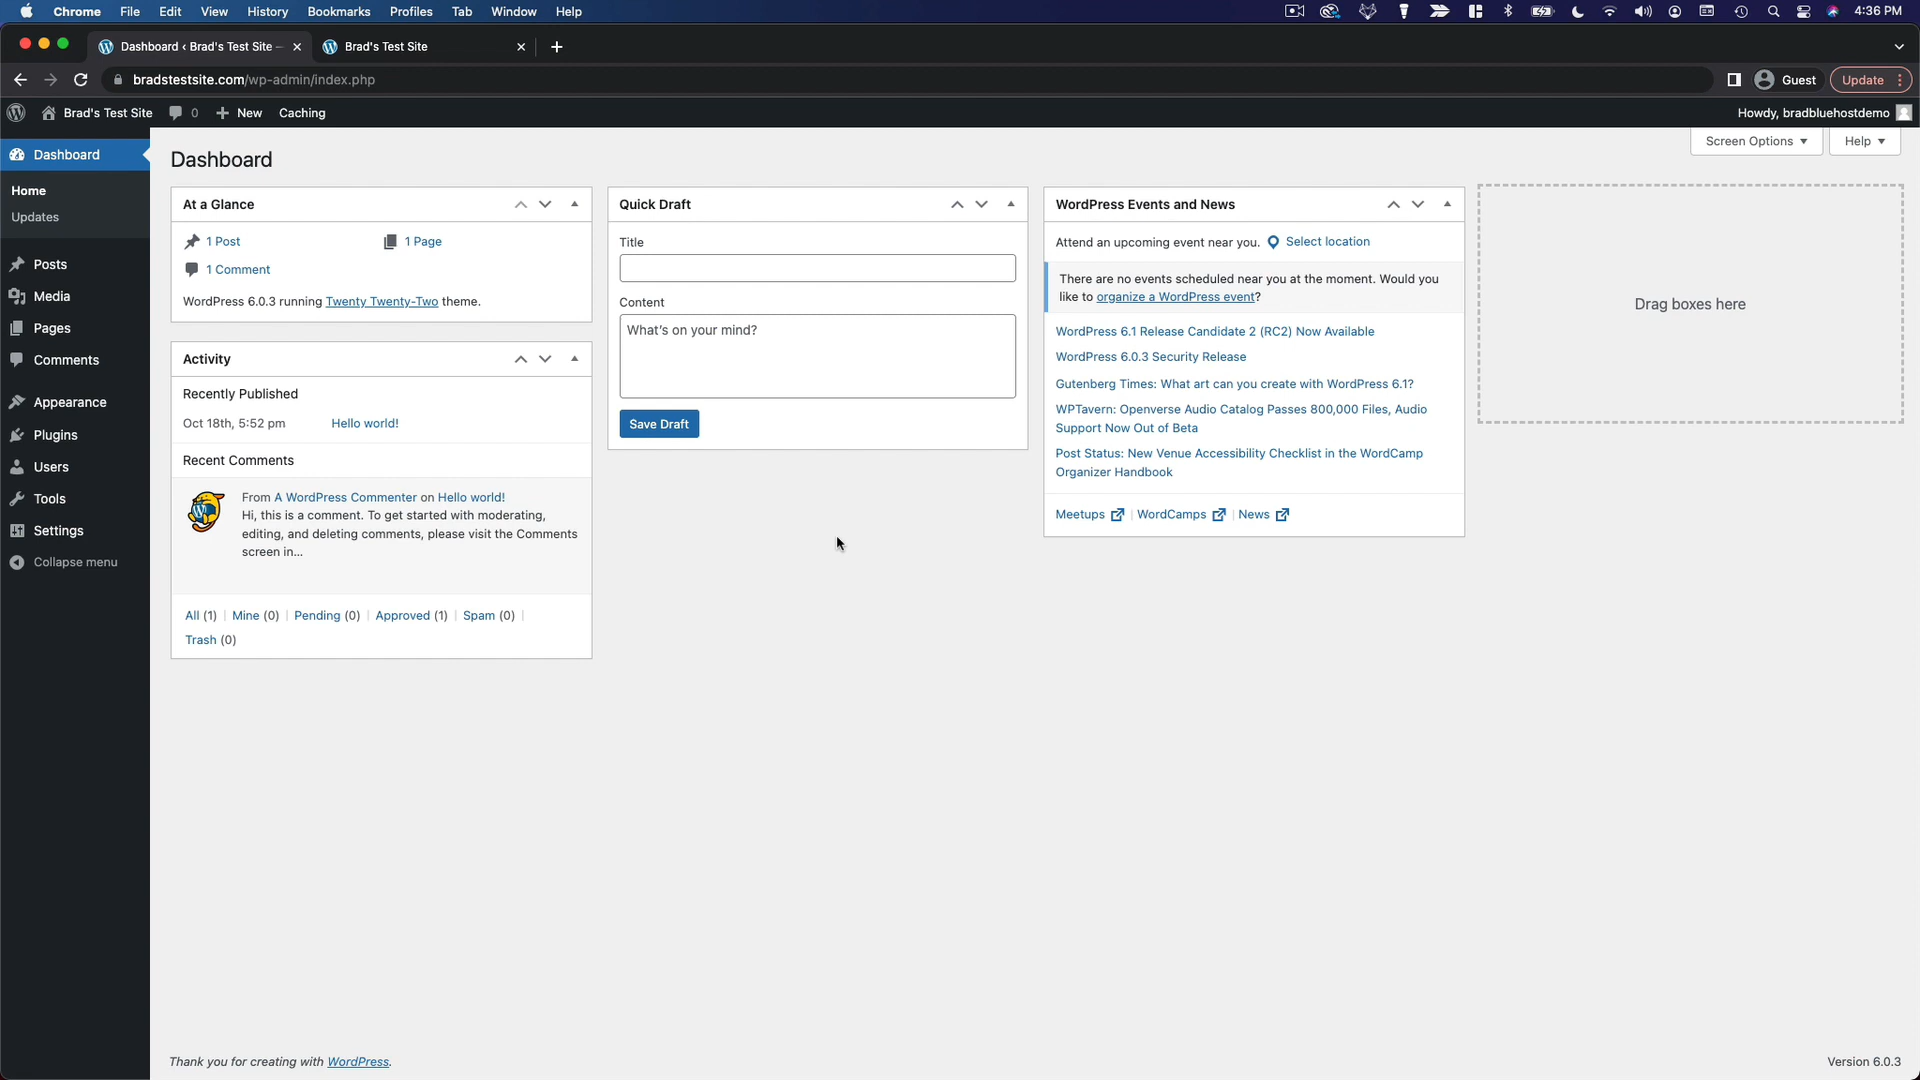 Chrome File Edit View History Bookmarks Profiles Tab Window Help 4:36 PM
Dashboard ‹ Brad's Test Site — Brad's Test Site
bradstestsite.com/wp-admin/index.php Guest Update
Brad's Test Site 0 New Caching Howdy, bradbluehostdemo
Dashboard
Home
Updates
Posts
Media
Pages
Comments
Appearance
Plugins
Users
Tools
Settings
Collapse menu
Screen Options Help
Dashboard
At a Glance
1 Post 1 Page
1 Comment
WordPress 6.0.3 running Twenty Twenty-Two theme.
Activity
Recently Published
Oct 18th, 5:52 pm Hello world!
Recent Comments
From A WordPress Commenter on Hello world!
Hi, this is a comment. To get started with moderating,
editing, and deleting comments, please visit the Comments
screen in...
All (1) | Mine (0) | Pending (0) | Approved (1) | Spam (0) |
Trash (0)
Quick Draft
Title
Content
What's on your mind?
Save Draft
WordPress Events and News
Attend an upcoming event near you. Select location
There are no events scheduled near you at the moment. Would you
like to organize a WordPress event?
WordPress 6.1 Release Candidate 2 (RC2) Now Available
WordPress 6.0.3 Security Release
Gutenberg Times: What art can you create with WordPress 6.1?
WPTavern: Openverse Audio Catalog Passes 800,000 Files, Audio
Support Now Out of Beta
Post Status: New Venue Accessibility Checklist in the WordCamp
Organizer Handbook
Meetups | WordCamps | News
Drag boxes here
Thank you for creating with WordPress. Version 6.0.3